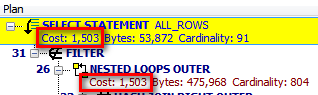 Plan
SELECT STATEMENT ALL_ROWS
Cost: 1,503 Bytes: 53,872 Cardinality: 91
31 FILTER
26 NESTED LOOPS OUTER
Cost: 1,503 Bytes: 475,968 Cardinality: 804